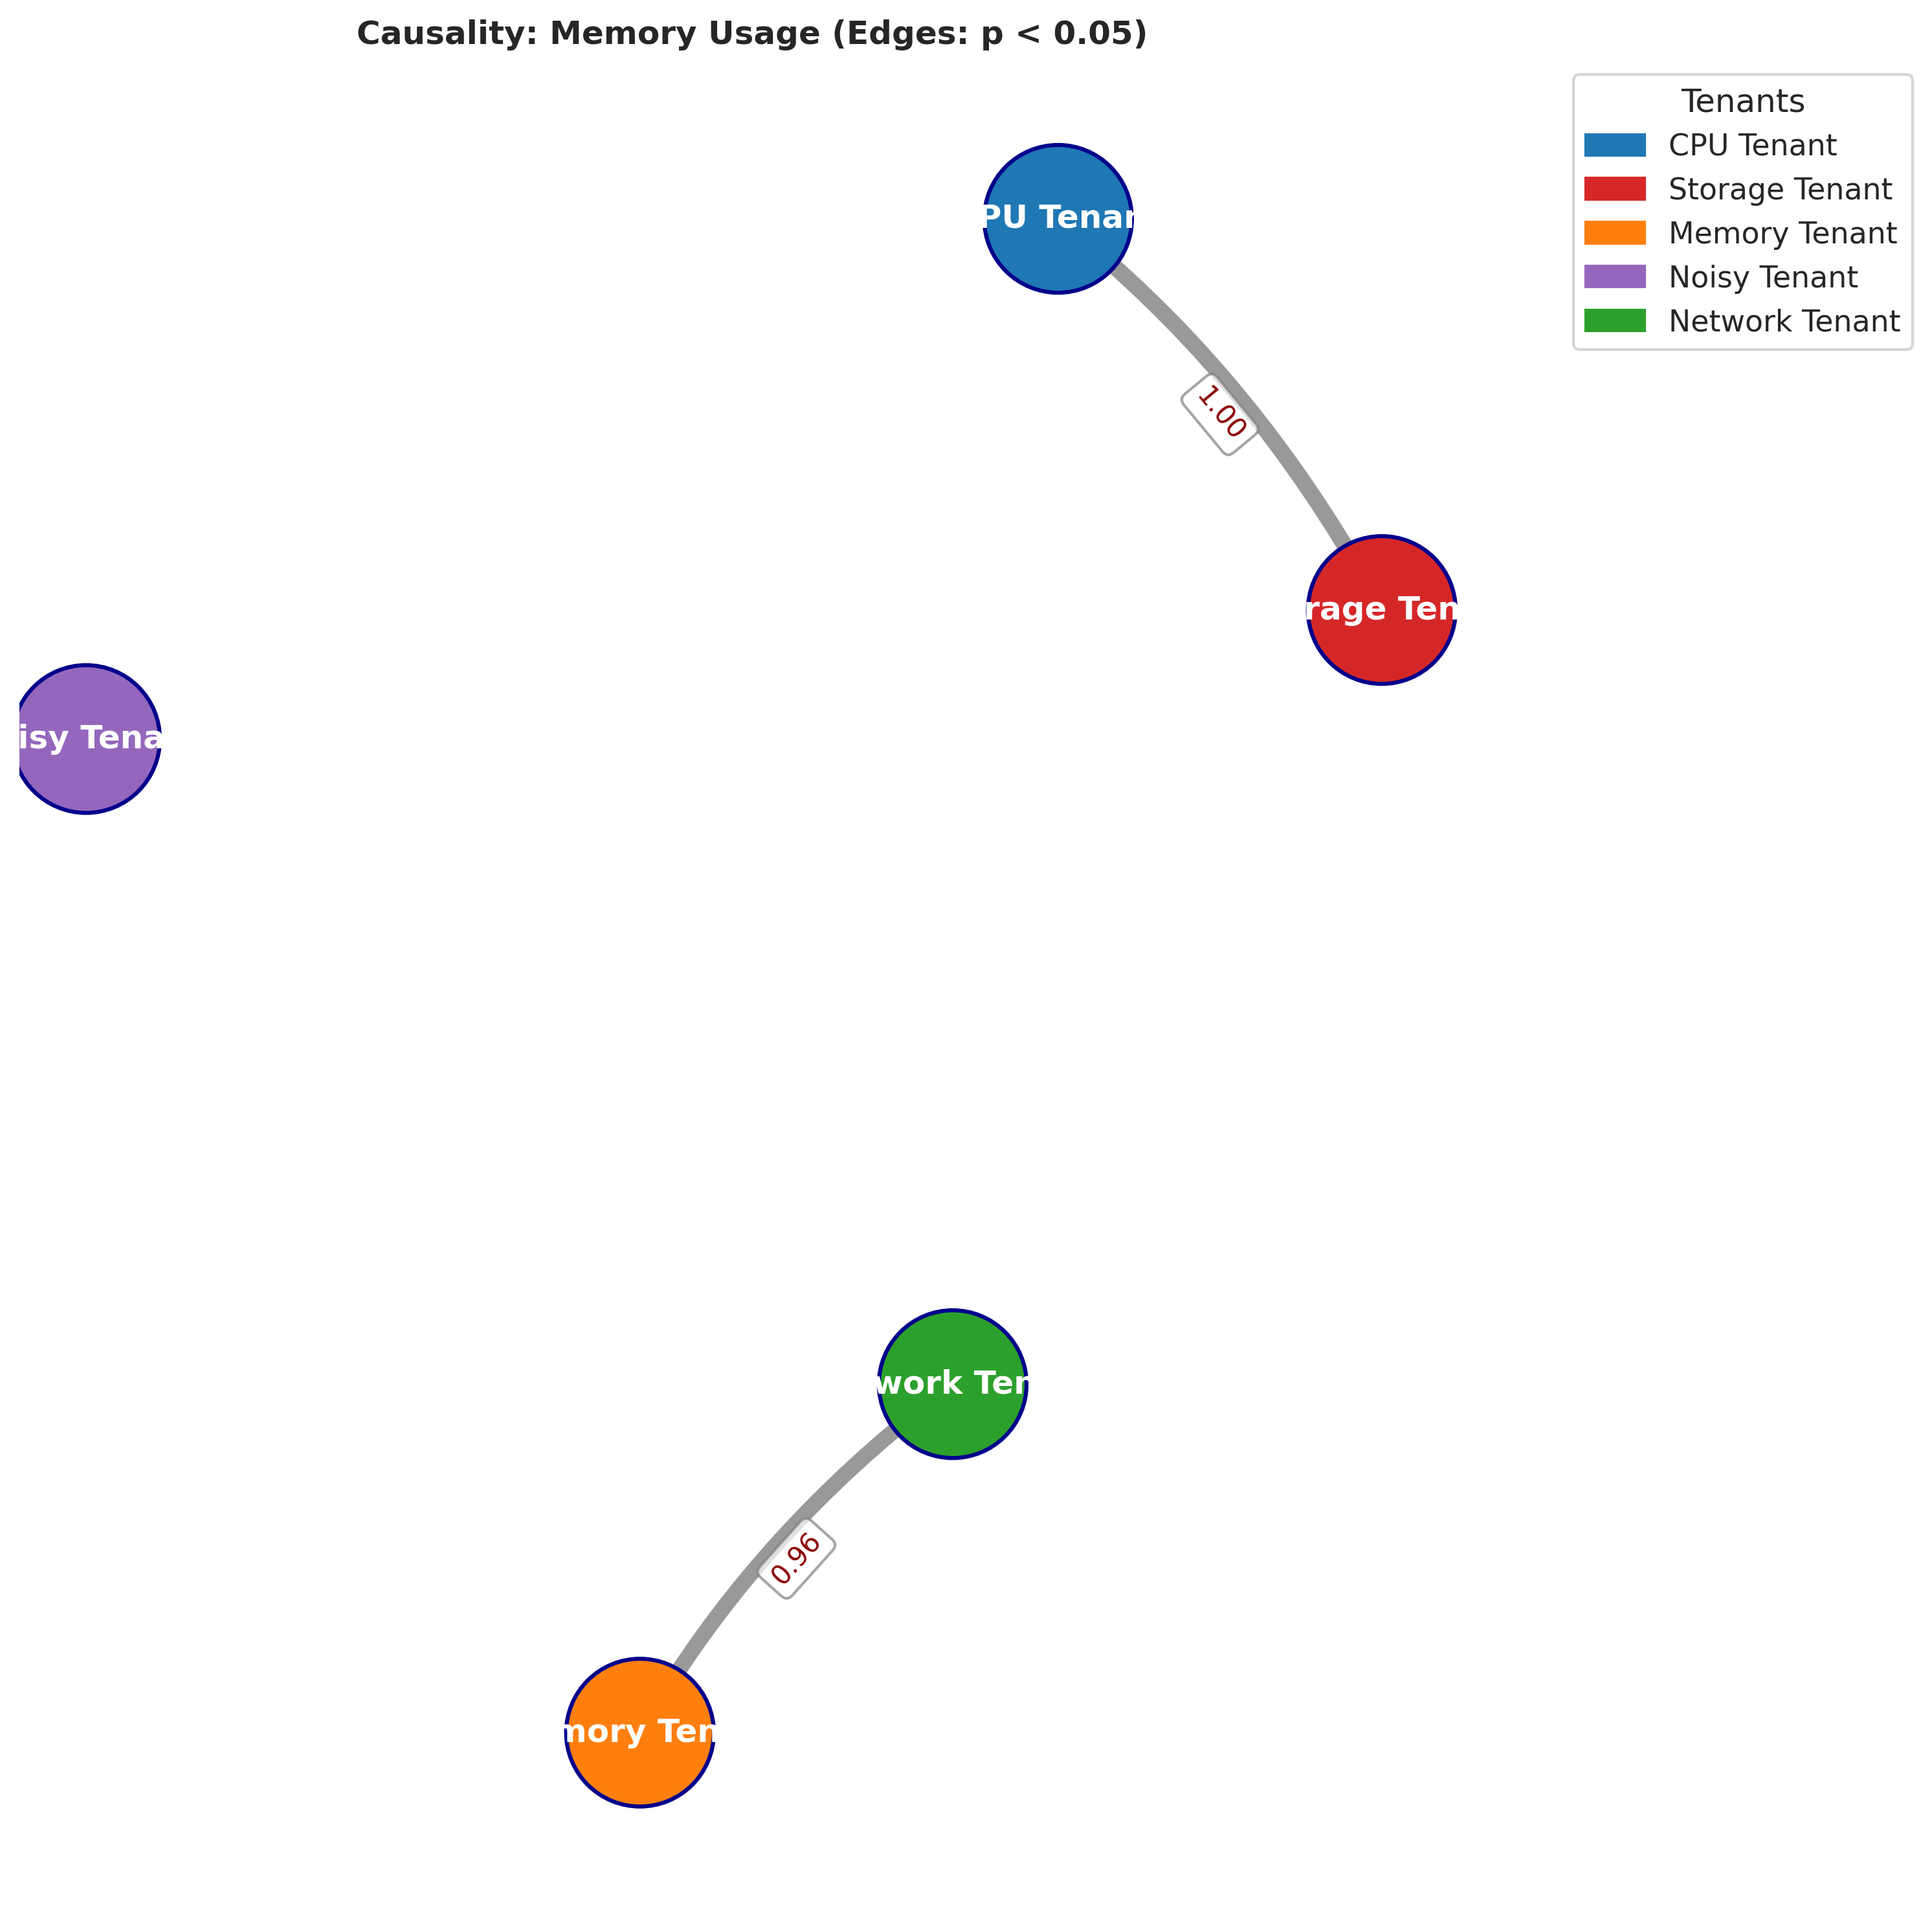 Causality: Memory Usage (Edges: p < 0.05)
Tenants
CPU Tenant
Storage Tenant
Memory Tenant
Noisy Tenant
Network Tenant
PU Tenan
1.00
rage Ten
isy Tena
work Ten
0.96
mory Ten